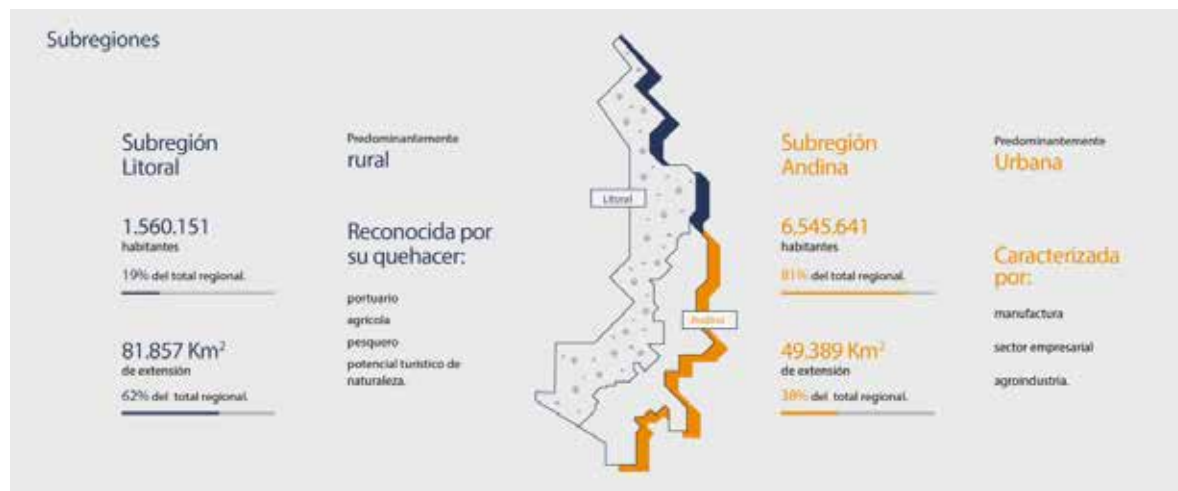 Subregiones
Subregión
Litoral
1.560.151
habitantes
19% del total regional.
81.857 Km²
de extensión
62% del total regional.
Predominantemente
rural
Reconocida por
su quehacer:
portuario
agrícola
pesquero
potencial turístico de
naturaleza.
Litoral
Andina
Subregión
Andina
6.545.641
habitantes
81% del total regional.
49.389 Km²
de extensión
38% del total regional.
Predominantemente
Urbana
Caracterizada
por:
manufactura
sector empresarial
agroindustria.